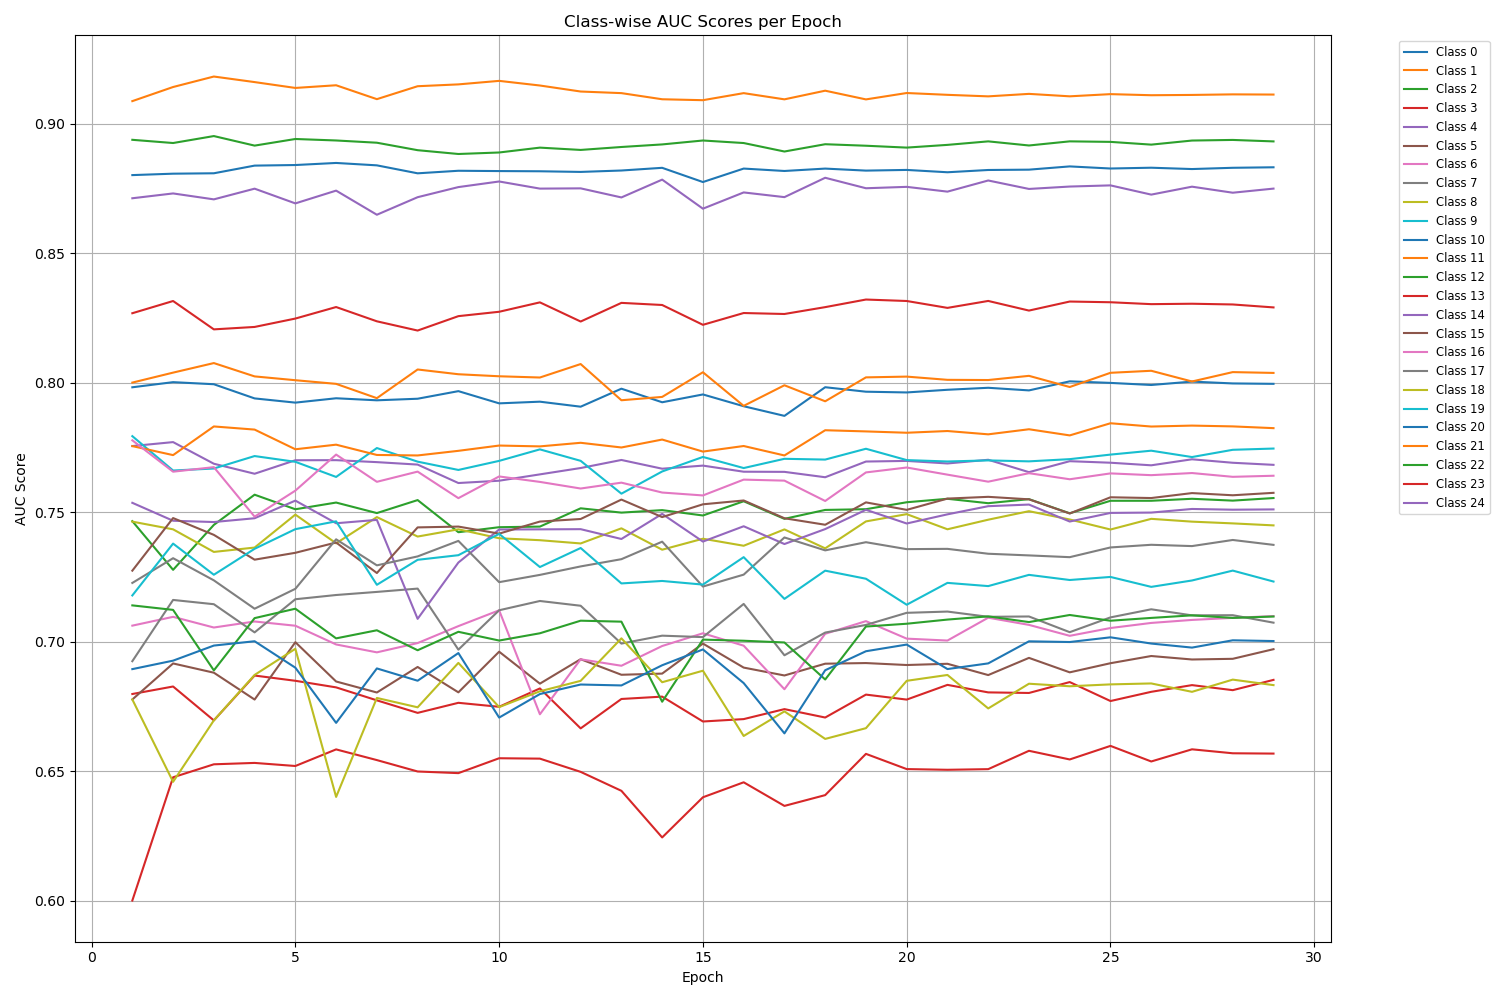 Class-wise AUC Scores per Epoch
AUC Score
0.90
0.85
0.80
0.75
0.70
0.65
0.60
0
5
10
15
20
25
30
Epoch
Class 0
Class 1
Class 2
Class 3
Class 4
Class 5
Class 6
Class 7
Class 8
Class 9
Class 10
Class 11
Class 12
Class 13
Class 14
Class 15
Class 16
Class 17
Class 18
Class 19
Class 20
Class 21
Class 22
Class 23
Class 24